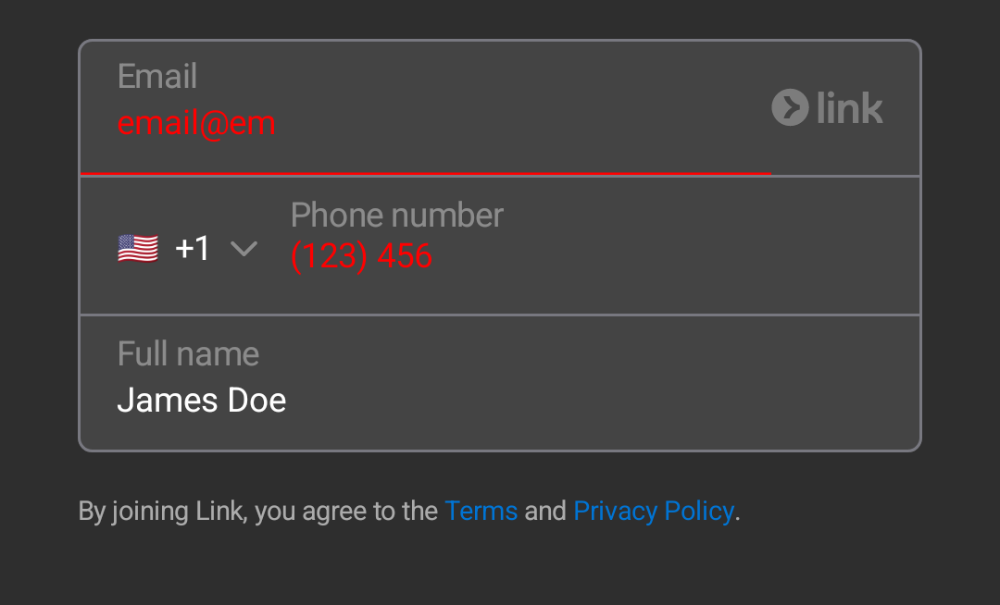 Email
email@em
link
Phone number
+1
(123) 456
Full name
James Doe
By joining Link, you agree to the Terms and Privacy Policy.